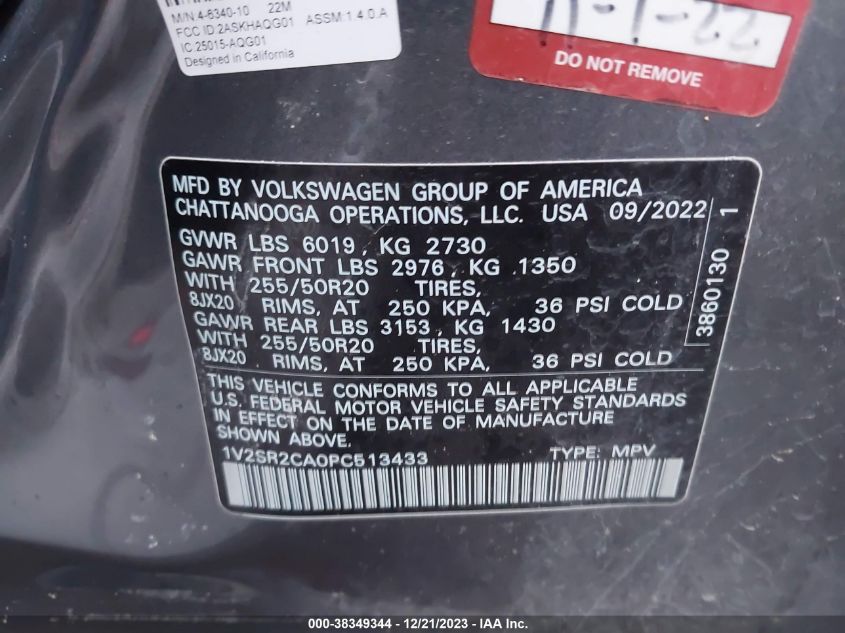 M/N 4-8340-10 22M
FCC ID:2ASKHAQG01 ASSM:1.4.0.A
IC:25015-AQG01
Designed in California
11-1-22
DO NOT REMOVE
MFD BY VOLKSWAGEN GROUP OF AMERICA
CHATTANOOGA OPERATIONS, LLC. USA 09/2022
GVWR LBS 6019, KG 2730
GAWR FRONT LBS 2976, KG 1350
WITH 255/50R20 TIRES,
8JX20 RIMS, AT 250 KPA, 36 PSI COLD
GAWR REAR LBS 3153, KG 1430
WITH 255/50R20 TIRES,
8JX20 RIMS, AT 250 KPA, 36 PSI COLD
THIS VEHICLE CONFORMS TO ALL APPLICABLE
U.S. FEDERAL MOTOR VEHICLE SAFETY STANDARDS
IN EFFECT ON THE DATE OF MANUFACTURE
SHOWN ABOVE.
1V2SR2CA0PC513433 TYPE: MPV
3860130 1
000-38349344 / 12/21/2023 - IAA Inc.